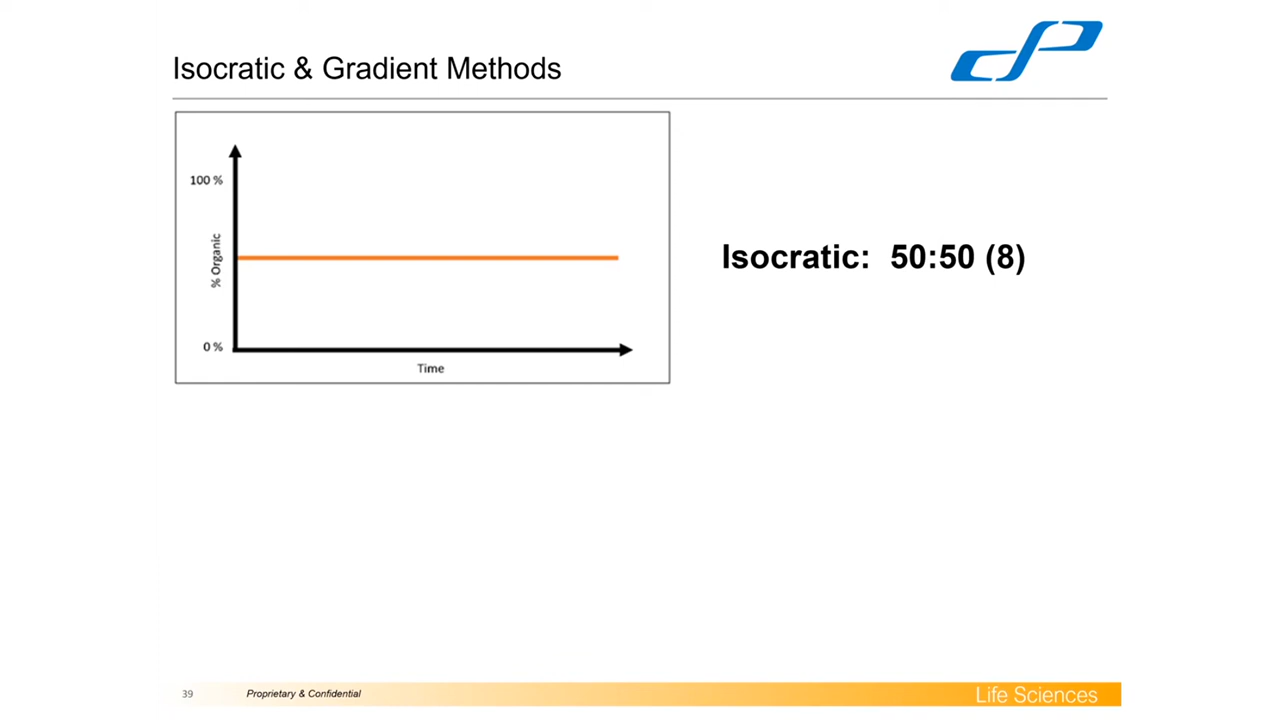 Isocratic & Gradient Methods
100 %
% Organic
0 %
Time
Isocratic:  50:50 (8)
39
Proprietary & Confidential
Life Sciences